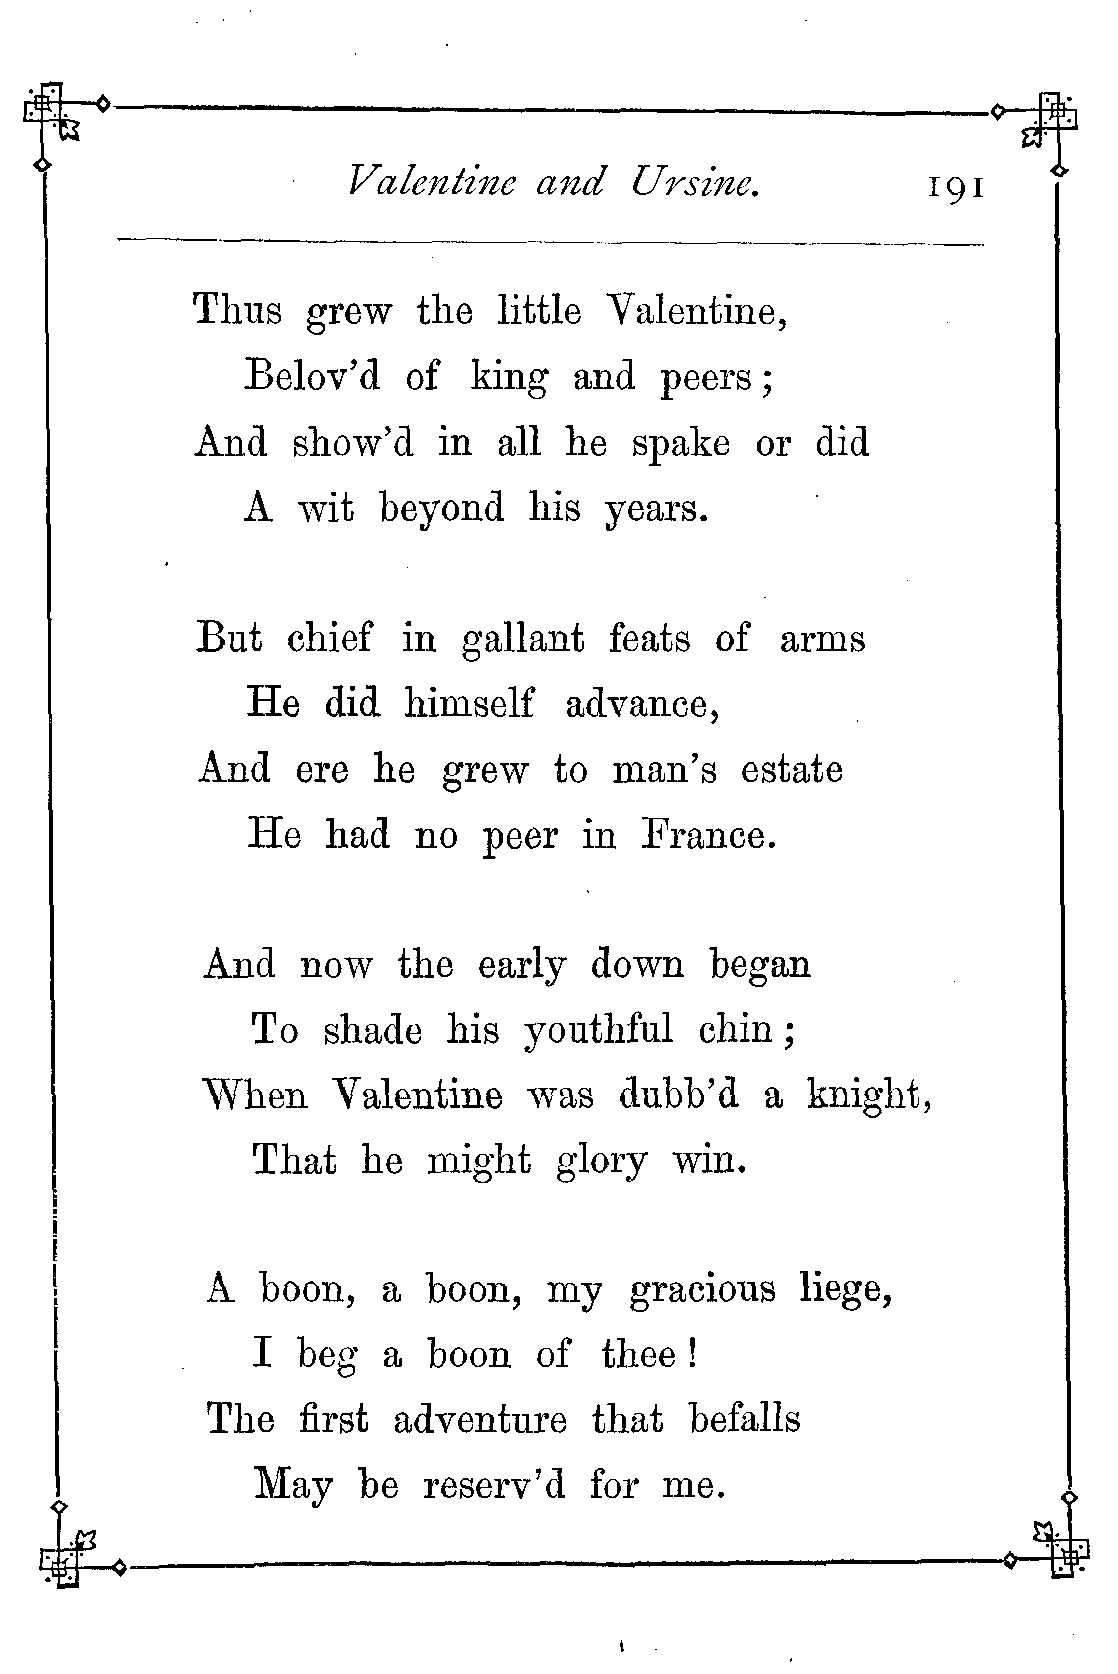 Valentine and Ursine. 191
Thus grew the little Valentine,
Belov'd of king and peers;
And show'd in all he spake or did
A wit beyond his years.
But chief in gallant feats of arms
He did himself advance,
And ere he grew to man's estate
He had no peer in France.
And now the early down began
To shade his youthful chin;
When Valentine was dubb'd a knight,
That he might glory win.
A boon, a boon, my gracious liege,
I beg a boon of thee!
The first adventure that befalls
May be reserv'd for me.